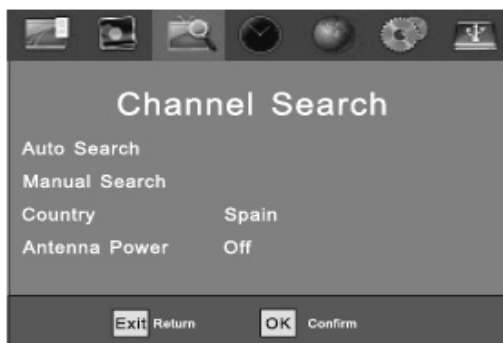 Channel Search
Auto Search
Manual Search
Country Spain
Antenna Power Off
Exit Return OK Confirm